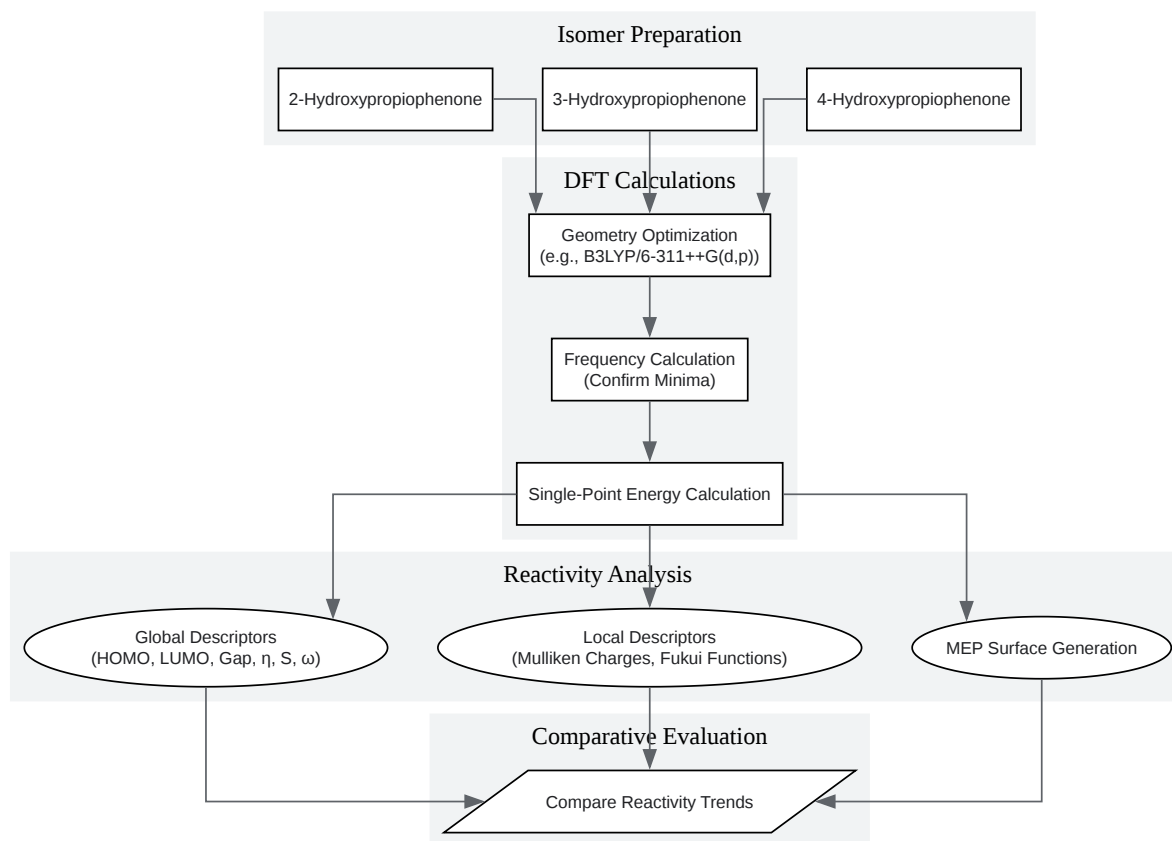 Isomer Preparation
2-Hydroxypropiophenone
3-Hydroxypropiophenone
4-Hydroxypropiophenone
DFT Calculations
Geometry Optimization
(e.g., B3LYP/6-311++G(d,p))
Frequency Calculation
(Confirm Minima)
Single-Point Energy Calculation
Reactivity Analysis
Global Descriptors
(HOMO, LUMO, Gap, η, S, ω)
Local Descriptors
(Mulliken Charges, Fukui Functions)
MEP Surface Generation
Comparative Evaluation
Compare Reactivity Trends